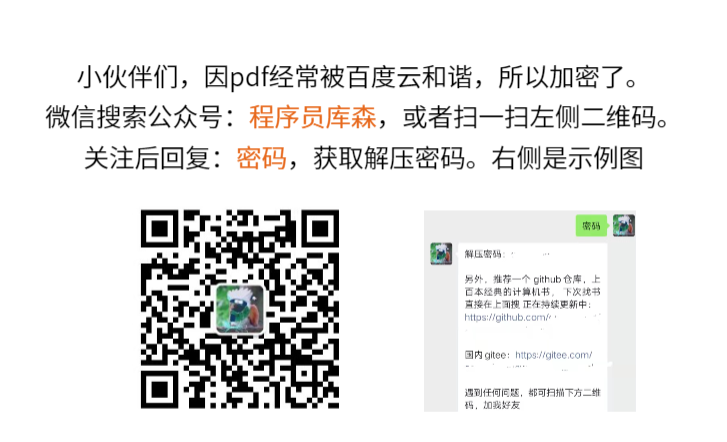 小伙伴们，因pdf经常被百度云和谐，所以加密了。
微信搜索公众号：程序员库森，或者扫一扫左侧二维码。
关注后回复：密码，获取解压密码。右侧是示例图
密码
解压密码：
另外，推荐一个 github 仓库，上
百本经典的计算机书，下次找书
直接在上面搜 正在持续更新中：
https://github.com/
国内 gitee：https://gitee.com/
遇到任何问题，都可扫描下方二维
码，加我好友